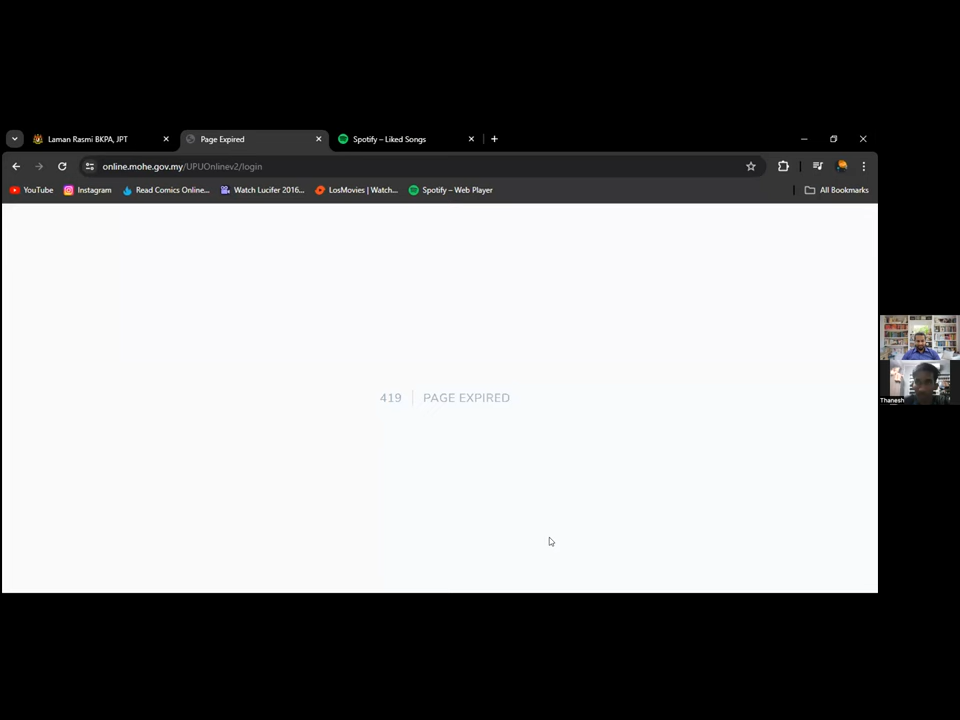 Laman Rasmi BKPA, JPT
Page Expired
Spotify – Liked Songs
online.mohe.gov.my/UPUOnlinev2/login
YouTube
Instagram
Read Comics Online...
Watch Lucifer 2016...
LosMovies | Watch...
Spotify – Web Player
All Bookmarks
419
PAGE EXPIRED
Thanesh